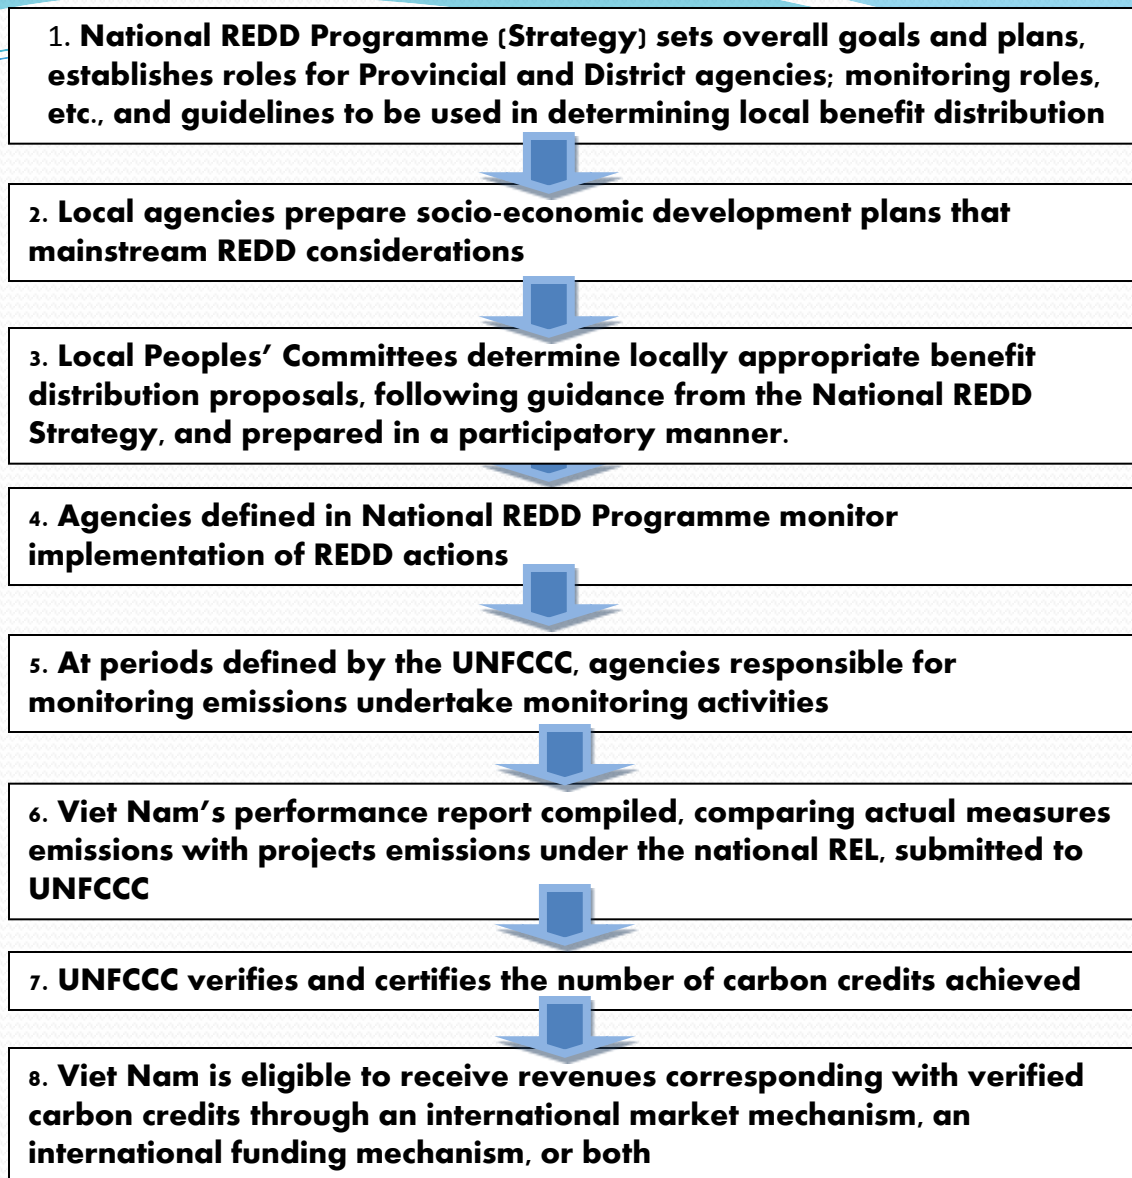 1. National REDD Programme (Strategy) sets overall goals and plans,
establishes roles for Provincial and District agencies; monitoring roles,
etc., and guidelines to be used in determining local benefit distribution
2. Local agencies prepare socio-economic development plans that
mainstream REDD considerations
3. Local Peoples’ Committees determine locally appropriate benefit
distribution proposals, following guidance from the National REDD
Strategy, and prepared in a participatory manner.
4. Agencies defined in National REDD Programme monitor
implementation of REDD actions
5. At periods defined by the UNFCCC, agencies responsible for
monitoring emissions undertake monitoring activities
6. Viet Nam’s performance report compiled, comparing actual measures
emissions with projects emissions under the national REL, submitted to
UNFCCC
7. UNFCCC verifies and certifies the number of carbon credits achieved
8. Viet Nam is eligible to receive revenues corresponding with verified
carbon credits through an international market mechanism, an
international funding mechanism, or both